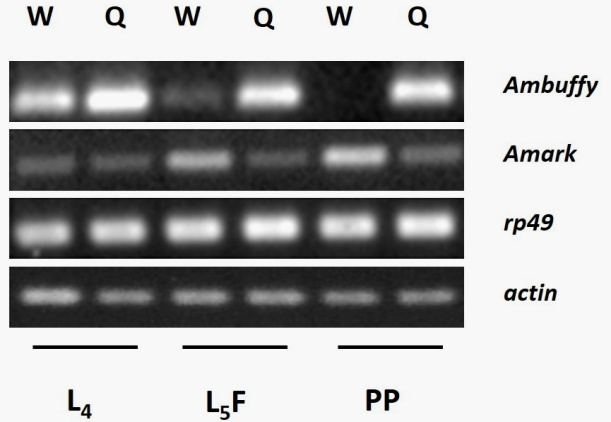 W Q W Q W Q
Ambuffy
Amark
rp49
actin
L₄ L₅F PP